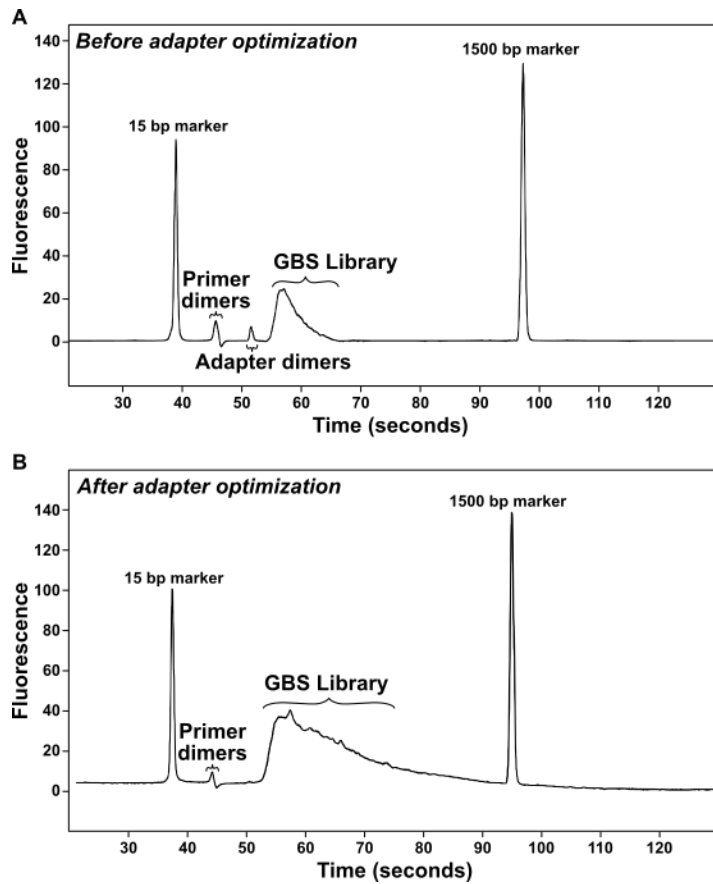 A
Before adapter optimization
1500 bp marker
15 bp marker
GBS Library
Primer
dimers
Adapter dimers
Fluorescence
140
120
100
80
60
40
20
0
30 40 50 60 70 80 90 100 110 120
Time (seconds)
B
After adapter optimization
1500 bp marker
15 bp marker
GBS Library
Primer
dimers
Fluorescence
140
120
100
80
60
40
20
0
30 40 50 60 70 80 90 100 110 120
Time (seconds)